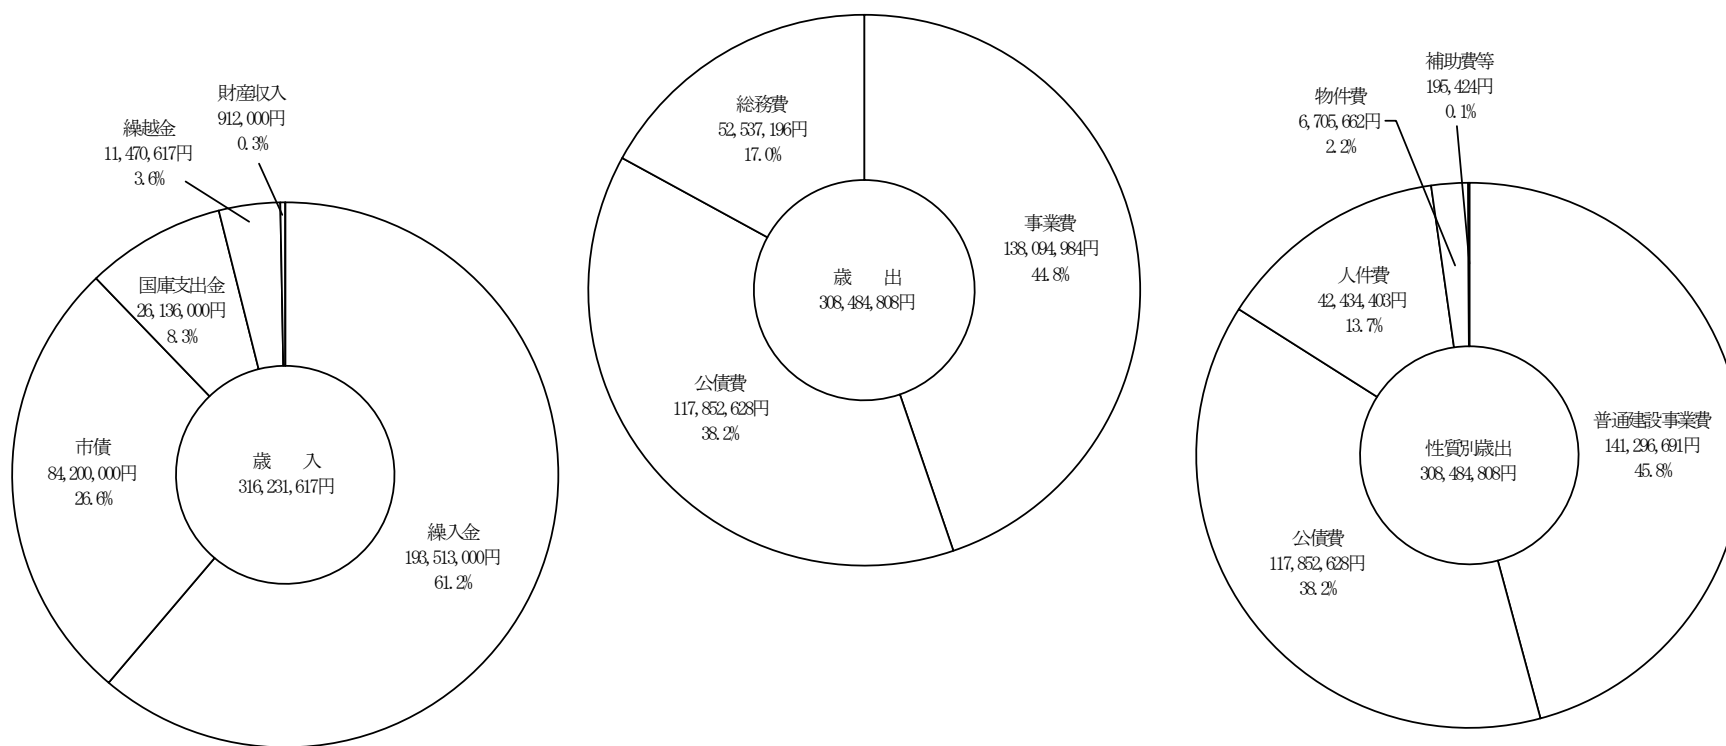 財産収入
912,000円
0.3%
繰越金
11,470,617円
3.6%
国庫支出金
26,136,000円
8.3%
市債
84,200,000円
26.6%
歳　入
316,231,617円
繰入金
193,513,000円
61.2%
総務費
52,537,196円
17.0%
事業費
138,094,984円
44.8%
歳　出
308,484,808円
公債費
117,852,628円
38.2%
補助費等
195,424円
0.1%
物件費
6,705,662円
2.2%
人件費
42,434,403円
13.7%
普通建設事業費
141,296,691円
45.8%
性質別歳出
308,484,808円
公債費
117,852,628円
38.2%